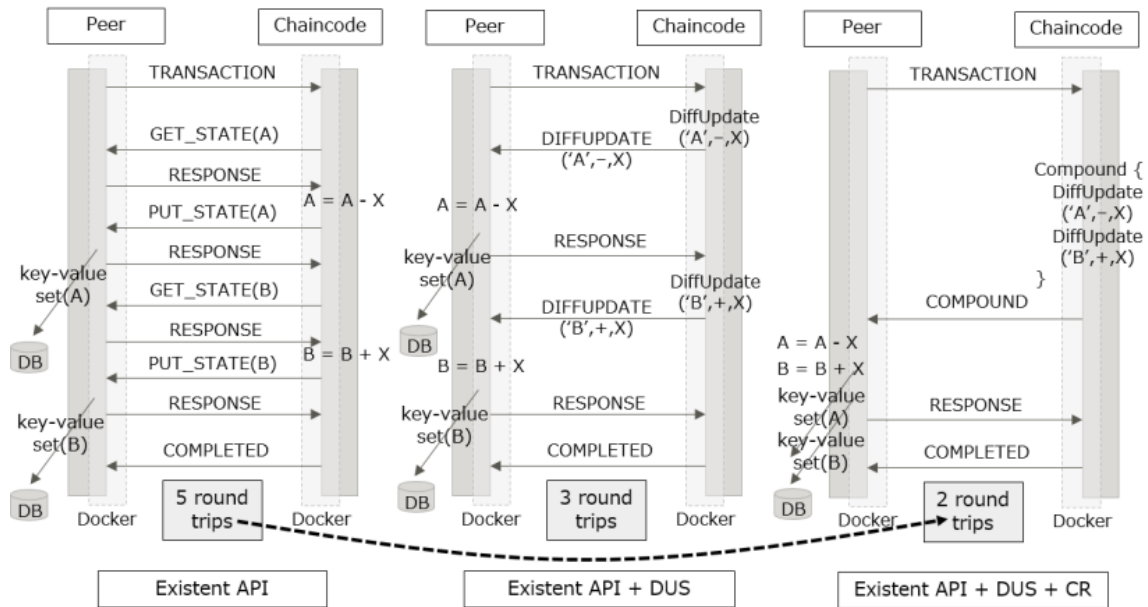 Peer
Chaincode
TRANSACTION
GET_STATE(A)
RESPONSE
A = A - X
PUT_STATE(A)
RESPONSE
key-value
set(A)
GET_STATE(B)
RESPONSE
DB
B = B + X
PUT_STATE(B)
RESPONSE
key-value
set(B)
COMPLETED
DB
Docker
5 round
trips
Docker
Existent API
Peer
Chaincode
TRANSACTION
DiffUpdate
('A',−,X)
DIFFUPDATE
('A',−,X)
A = A - X
RESPONSE
key-value
set(A)
DiffUpdate
('B',+,X)
DIFFUPDATE
('B',+,X)
DB
B = B + X
key-value
set(B)
RESPONSE
COMPLETED
DB
Docker
3 round
trips
Docker
Existent API + DUS
Peer
Chaincode
TRANSACTION
Compound {
DiffUpdate
('A',−,X)
DiffUpdate
('B',+,X)
}
COMPOUND
A = A - X
B = B + X
key-value
set(A)
RESPONSE
key-value
set(B)
COMPLETED
DB
Docker
2 round
trips
Docker
Existent API + DUS + CR